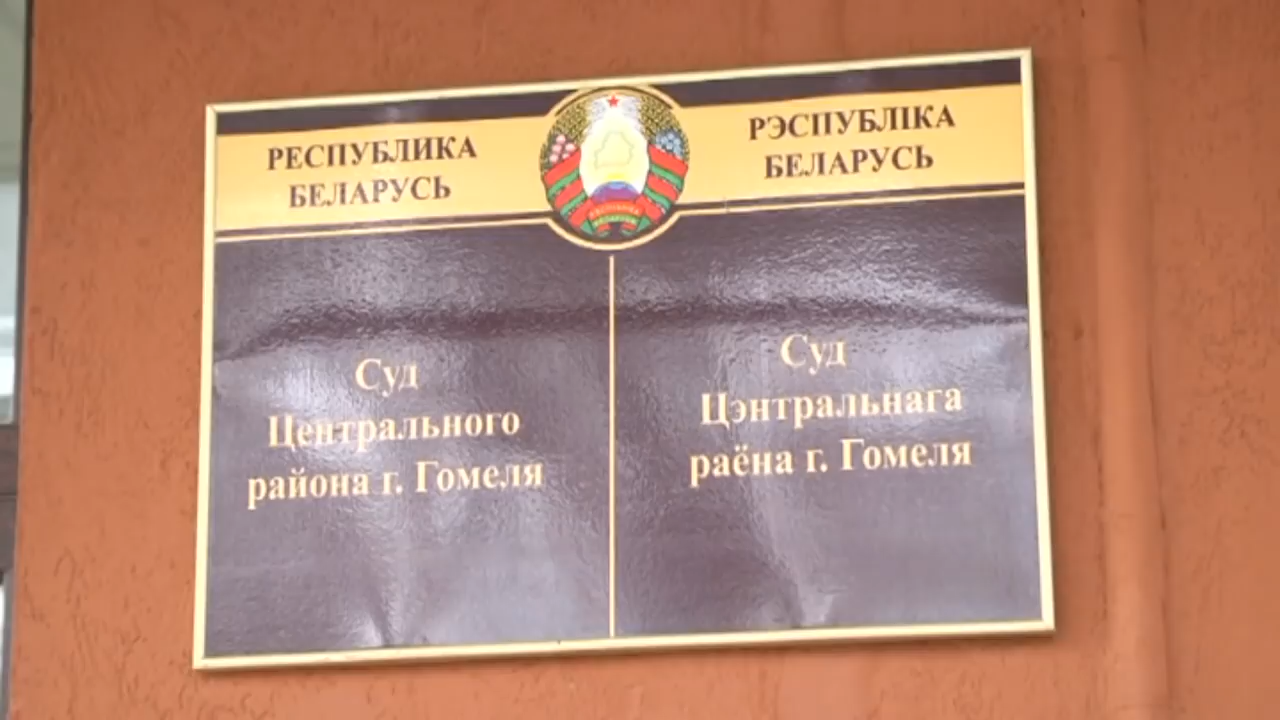 РЕСПУБЛИКА
БЕЛАРУСЬ
РЭСПУБЛІКА
БЕЛАРУСЬ
Суд
Центрального
района г. Гомеля
Суд
Цэнтральнага
раёна г. Гомеля